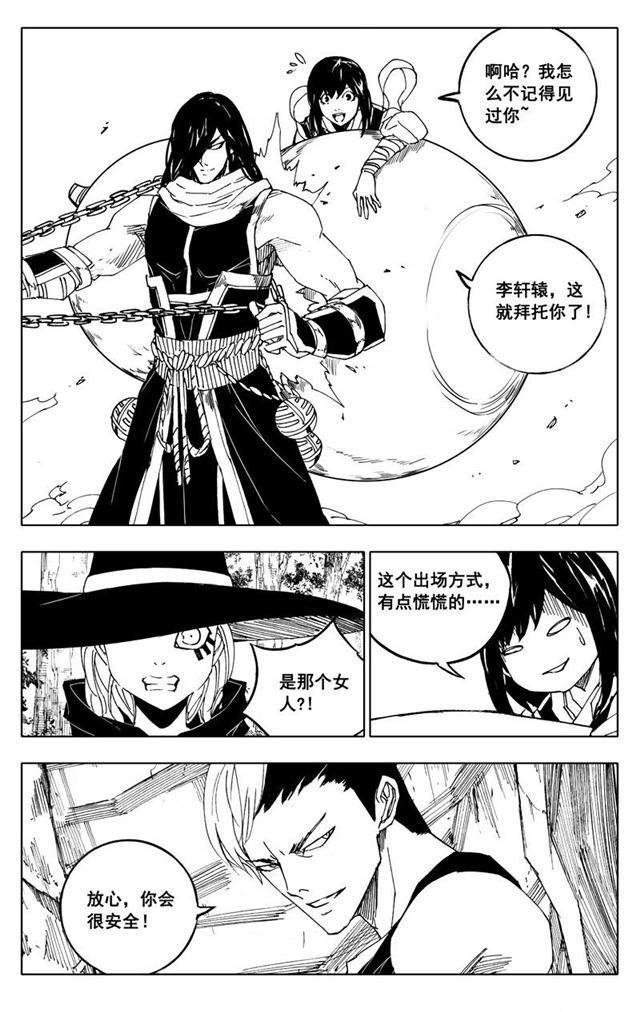 啊哈？我怎
么不记得见
过你~
李轩辕，这
就拜托你了！
是那个女
人?!
这个出场方式，
有点慌慌的……
放心，你会
很安全！